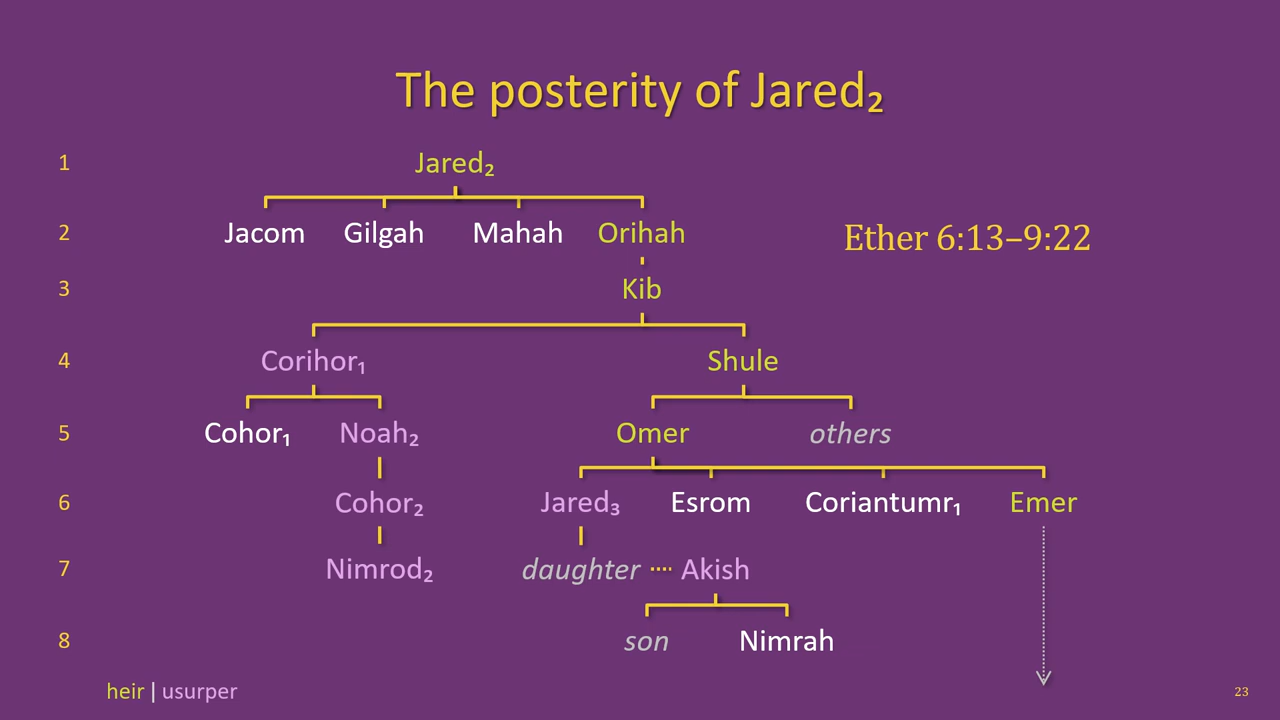 The posterity of Jared₂
1 Jared₂
2 Jacom Gilgah Mahah Orihah Ether 6:13–9:22
3 Kib
4 Corihor₁ Shule
5 Cohor₁ Noah₂ Omer others
6 Cohor₂ Jared₃ Esrom Coriantumr₁ Emer
7 Nimrod₂ daughter ···· Akish
8 son Nimrah
heir | usurper 23